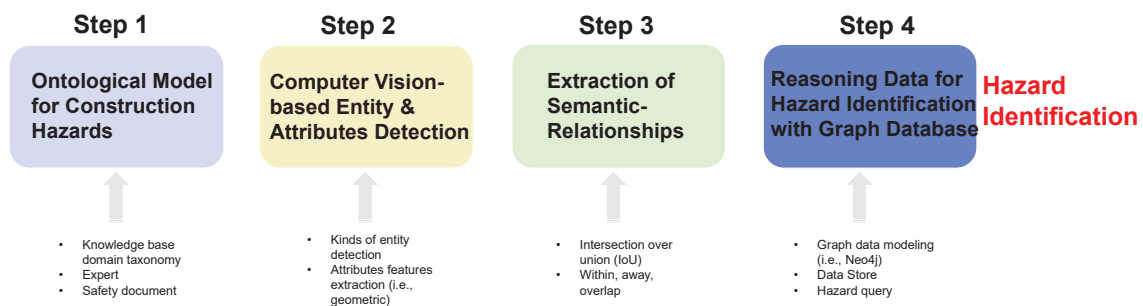 Step 1
Step 2
Step 3
Step 4
Ontological Model
for Construction
Hazards
Computer Vision-
based Entity &
Attributes Detection
Extraction of
Semantic-
Relationships
Reasoning Data for
Hazard Identification
with Graph Database
Hazard
Identification
• Knowledge base
domain taxonomy
• Expert
• Safety document
• Kinds of entity
detection
• Attributes features
extraction (i.e.,
geometric)
• Intersection over
union (IoU)
• Within, away,
overlap
• Graph data modeling
(i.e., Neo4j)
• Data Store
• Hazard query